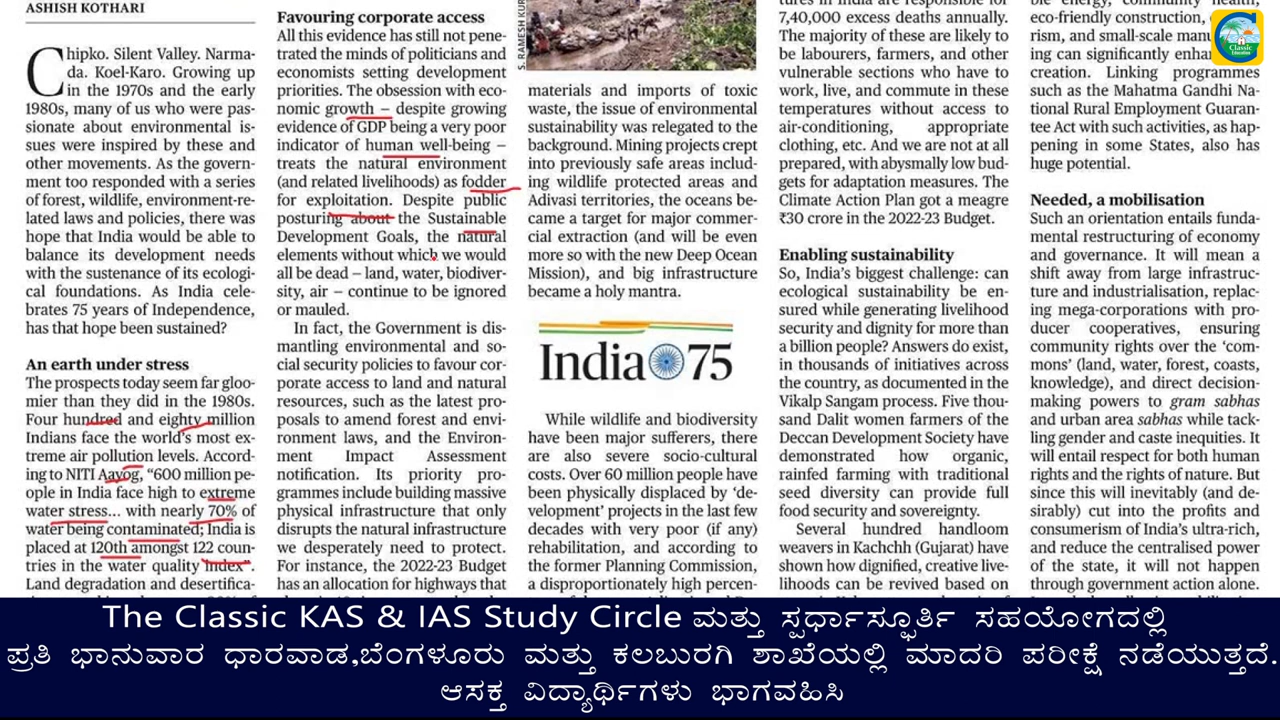 ASHISH KOTHARI
Chipko. Silent Valley. Narma-
da. Koel-Karo. Growing up
in the 1970s and the early
1980s, many of us who were pas-
sionate about environmental is-
sues were inspired by these and
other movements. As the govern-
ment too responded with a series
of forest, wildlife, environment-re-
lated laws and policies, there was
hope that India would be able to
balance its development needs
with the sustenance of its ecologi-
cal foundations. As India cele-
brates 75 years of Independence,
has that hope been sustained?
An earth under stress
The prospects today seem far gloo-
mier than they did in the 1980s.
Four hundred and eighty million
Indians face the world's most ex-
treme air pollution levels. Accord-
ing to NITI Aayog, "600 million pe-
ople in India face high to extreme
water stress... with nearly 70% of
water being contaminated; India is
placed at 120th amongst 122 coun-
tries in the water quality index".
Land degradation and desertifica-
Favouring corporate access
All this evidence has still not pene-
trated the minds of politicians and
economists setting development
priorities. The obsession with eco-
nomic growth – despite growing
evidence of GDP being a very poor
indicator of human well-being –
treats the natural environment
(and related livelihoods) as fodder
for exploitation. Despite public
posturing about the Sustainable
Development Goals, the natural
elements without which we would
all be dead – land, water, biodiver-
sity, air – continue to be ignored
or mauled.
In fact, the Government is dis-
mantling environmental and so-
cial security policies to favour cor-
porate access to land and natural
resources, such as the latest pro-
posals to amend forest and envi-
ronment laws, and the Environ-
ment Impact Assessment
notification. Its priority pro-
grammes include building massive
physical infrastructure that only
disrupts the natural infrastructure
we desperately need to protect.
For instance, the 2022-23 Budget
has an allocation for highways that
S. RAMESH KUR
materials and imports of toxic
waste, the issue of environmental
sustainability was relegated to the
background. Mining projects crept
into previously safe areas includ-
ing wildlife protected areas and
Adivasi territories, the oceans be-
came a target for major commer-
cial extraction (and will be even
more so with the new Deep Ocean
Mission), and big infrastructure
became a holy mantra.
India 75
While wildlife and biodiversity
have been major sufferers, there
are also severe socio-cultural
costs. Over 60 million people have
been physically displaced by 'de-
velopment' projects in the last few
decades with very poor (if any)
rehabilitation, and according to
the former Planning Commission,
a disproportionately high percen-
tures in India are responsible for
7,40,000 excess deaths annually.
The majority of these are likely to
be labourers, farmers, and other
vulnerable sections who have to
work, live, and commute in these
temperatures without access to
air-conditioning, appropriate
clothing, etc. And we are not at all
prepared, with abysmally low bud-
gets for adaptation measures. The
Climate Action Plan got a meagre
₹30 crore in the 2022-23 Budget.
Enabling sustainability
So, India's biggest challenge: can
ecological sustainability be en-
sured while generating livelihood
security and dignity for more than
a billion people? Answers do exist,
in thousands of initiatives across
the country, as documented in the
Vikalp Sangam process. Five thou-
sand Dalit women farmers of the
Deccan Development Society have
demonstrated how organic,
rainfed farming with traditional
seed diversity can provide full
food security and sovereignty.
Several hundred handloom
weavers in Kachchh (Gujarat) have
shown how dignified, creative live-
lihoods can be revived based on
ble energy, community health,
eco-friendly construction,
rism, and small-scale manu
ing can significantly enha
creation. Linking programmes
such as the Mahatma Gandhi Na-
tional Rural Employment Guaran-
tee Act with such activities, as hap-
pening in some States, also has
huge potential.
Needed, a mobilisation
Such an orientation entails funda-
mental restructuring of economy
and governance. It will mean a
shift away from large infrastruc-
ture and industrialisation, replac-
ing mega-corporations with pro-
ducer cooperatives, ensuring
community rights over the 'com-
mons' (land, water, forest, coasts,
knowledge), and direct decision-
making powers to gram sabhas
and urban area sabhas while tack-
ling gender and caste inequities. It
will entail respect for both human
rights and the rights of nature. But
since this will inevitably (and de-
sirably) cut into the profits and
consumerism of India's ultra-rich,
and reduce the centralised power
of the state, it will not happen
through government action alone.
Classic
Education
The Classic KAS & IAS Study Circle ಮತ್ತು ಸ್ಪರ್ಧಾಸ್ಫೂರ್ತಿ ಸಹಯೋಗದಲ್ಲಿ
ಪ್ರತಿ ಭಾನುವಾರ ಧಾರವಾಡ,ಬೆಂಗಳೂರು ಮತ್ತು ಕಲಬುರಗಿ ಶಾಖೆಯಲ್ಲಿ ಮಾದರಿ ಪರೀಕ್ಷೆ ನಡೆಯುತ್ತದೆ.
ಆಸಕ್ತ ವಿದ್ಯಾರ್ಥಿಗಳು ಭಾಗವಹಿಸಿ